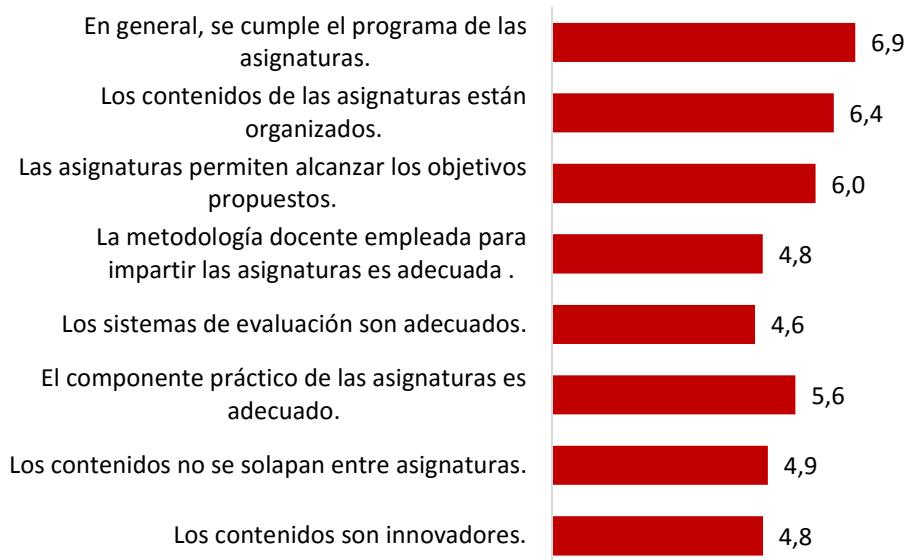 En general, se cumple el programa de las
asignaturas.
6,9
Los contenidos de las asignaturas están
organizados.
6,4
Las asignaturas permiten alcanzar los objetivos
propuestos.
6,0
La metodología docente empleada para
impartir las asignaturas es adecuada .
4,8
Los sistemas de evaluación son adecuados.
4,6
El componente práctico de las asignaturas es
adecuado.
5,6
Los contenidos no se solapan entre asignaturas.
4,9
Los contenidos son innovadores.
4,8